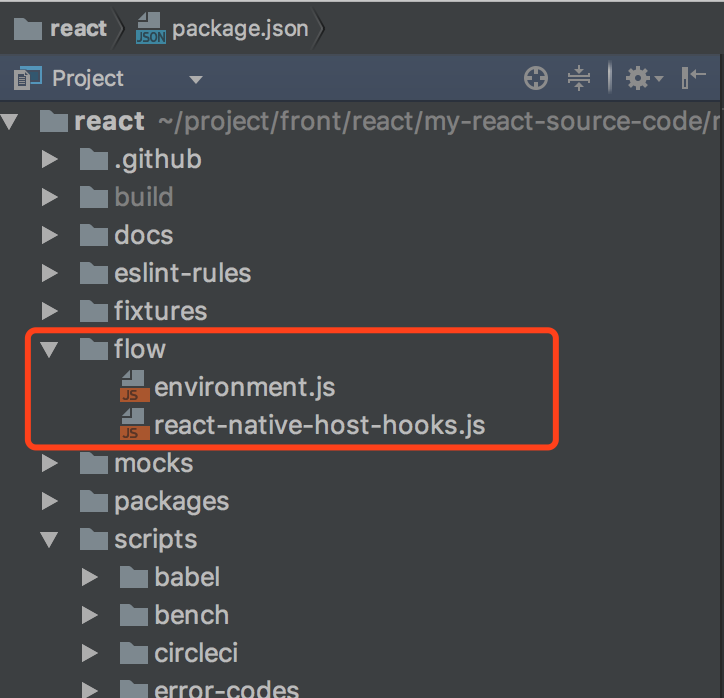 react package.json
JSON
Project
react ~/project/front/react/my-react-source-code/r
.github
build
docs
eslint-rules
fixtures
flow
JS environment.js
JS react-native-host-hooks.js
mocks
packages
scripts
babel
bench
circleci
error-codes